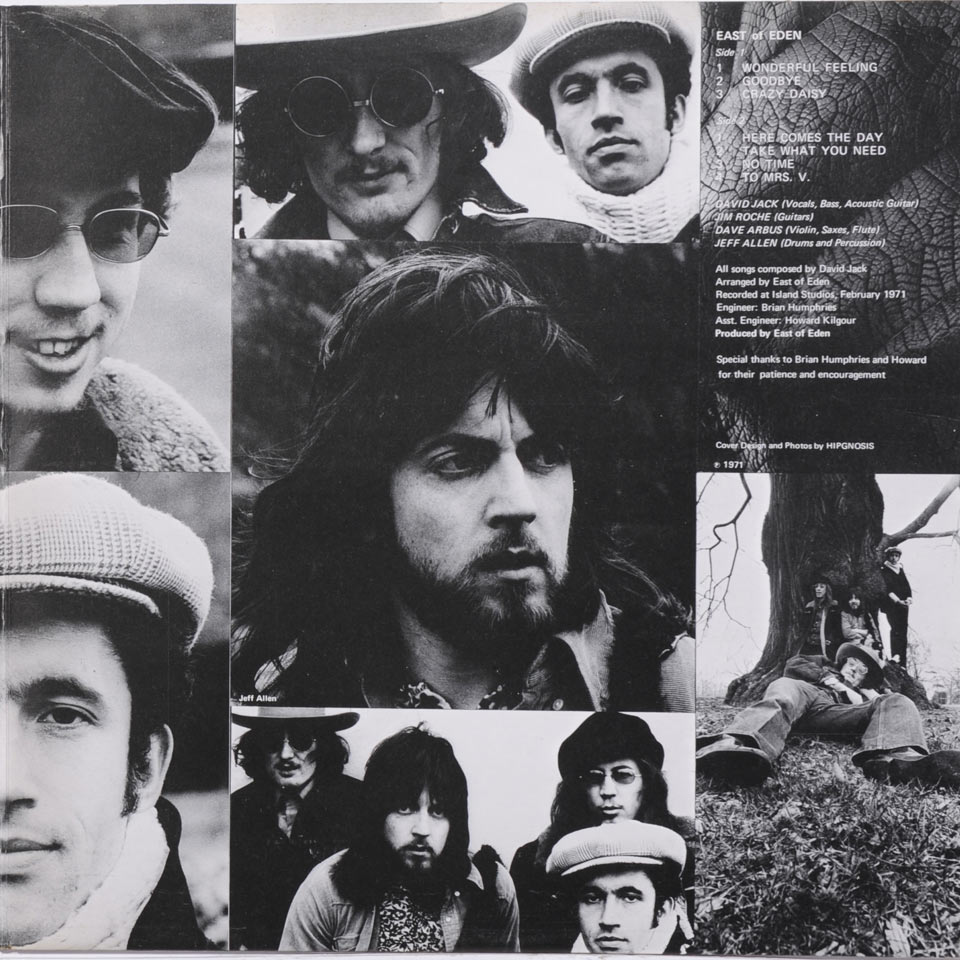 EAST of EDEN
Side 1
1 WONDERFUL FEELING
2 GOODBYE
3 CRAZY DAISY
1 HERE COMES THE DAY
2 TAKE WHAT YOU NEED
3 NO TIME
4 TO MRS. V.
DAVID JACK (Vocals, Bass, Acoustic Guitar)
JIM ROCHE (Guitars)
DAVE ARBUS (Violin, Saxes, Flute)
JEFF ALLEN (Drums and Percussion)
All songs composed by David Jack
Arranged by East of Eden
Recorded at Island Studios, February 1971
Engineer: Brian Humphries
Asst. Engineer: Howard Kilgour
Produced by East of Eden
Special thanks to Brian Humphries and Howard
for their patience and encouragement
Cover Design and Photos by HIPGNOSIS
℗ 1971
Jeff Allen